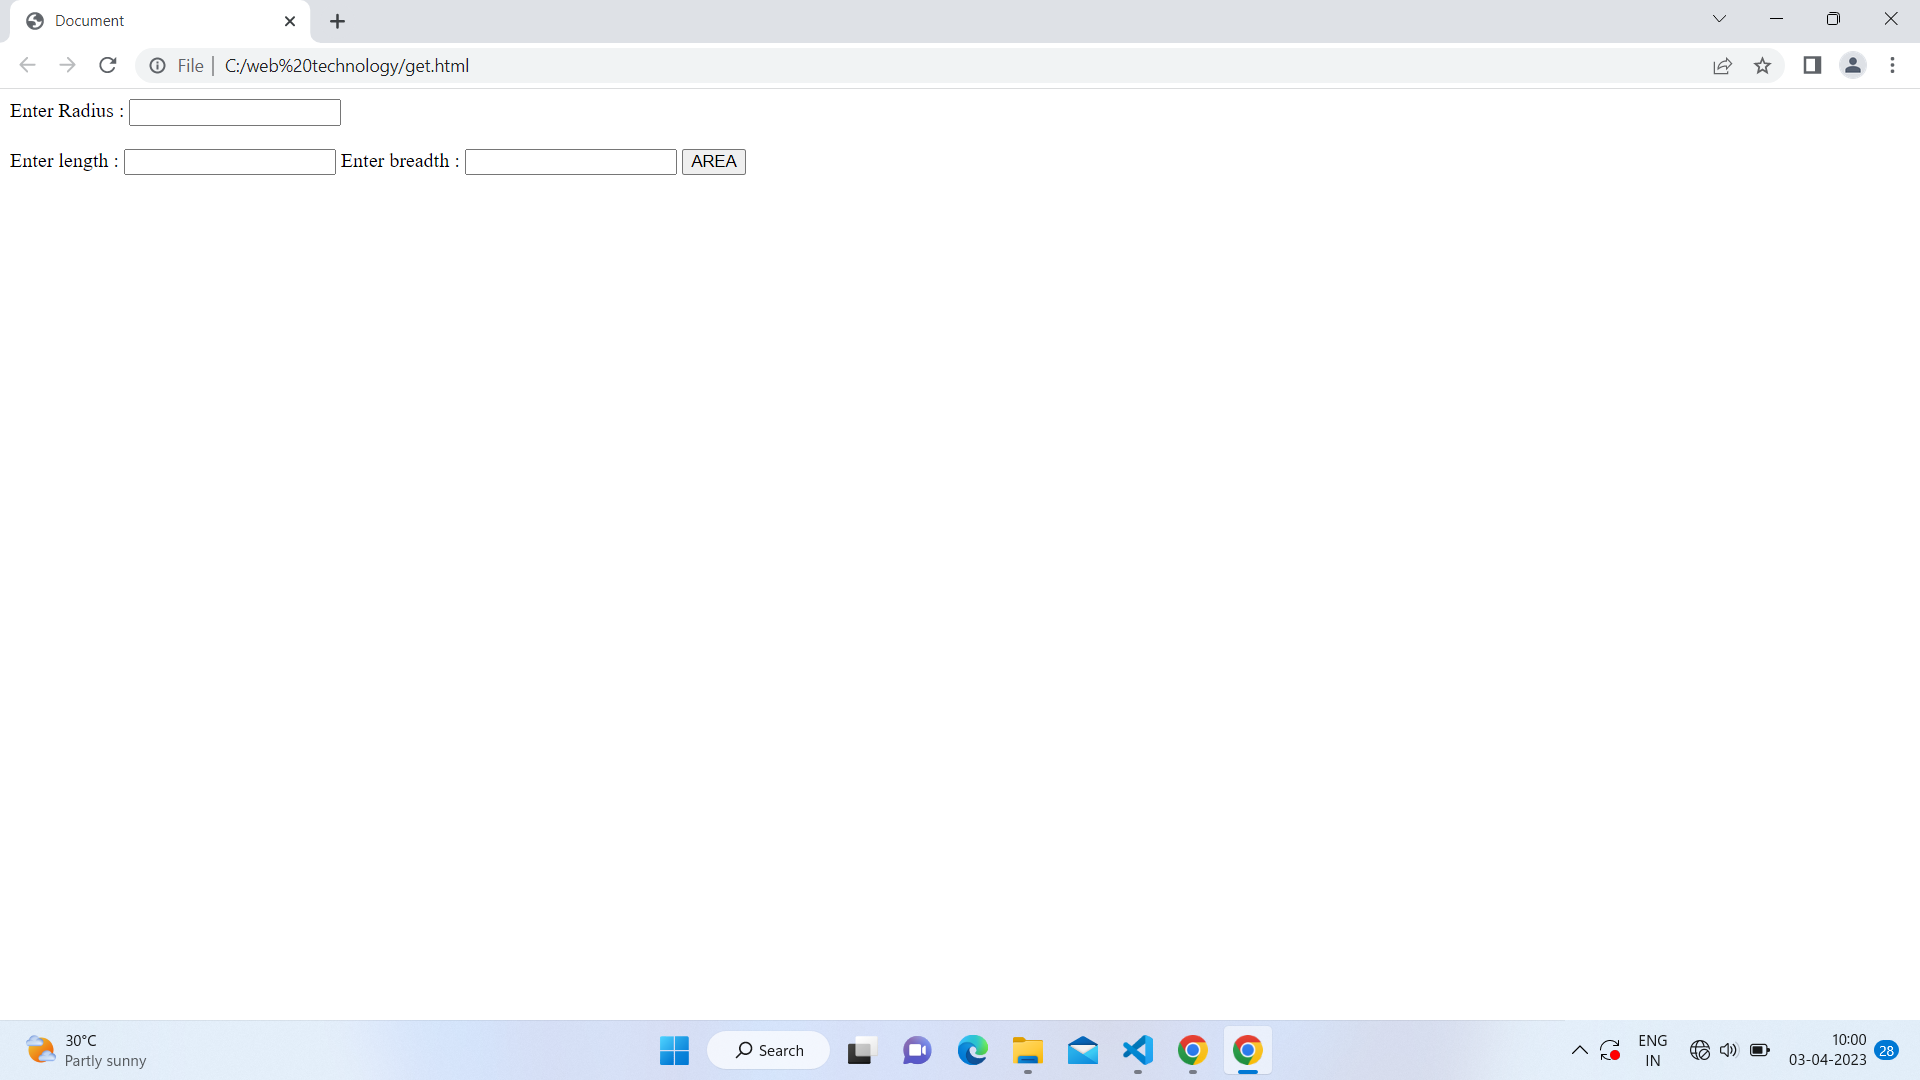 Document
File | C:/web%20technology/get.html
Enter Radius :
Enter length : Enter breadth : AREA
30°C
Partly sunny
Search
ENG
IN
10:00
03-04-2023
28